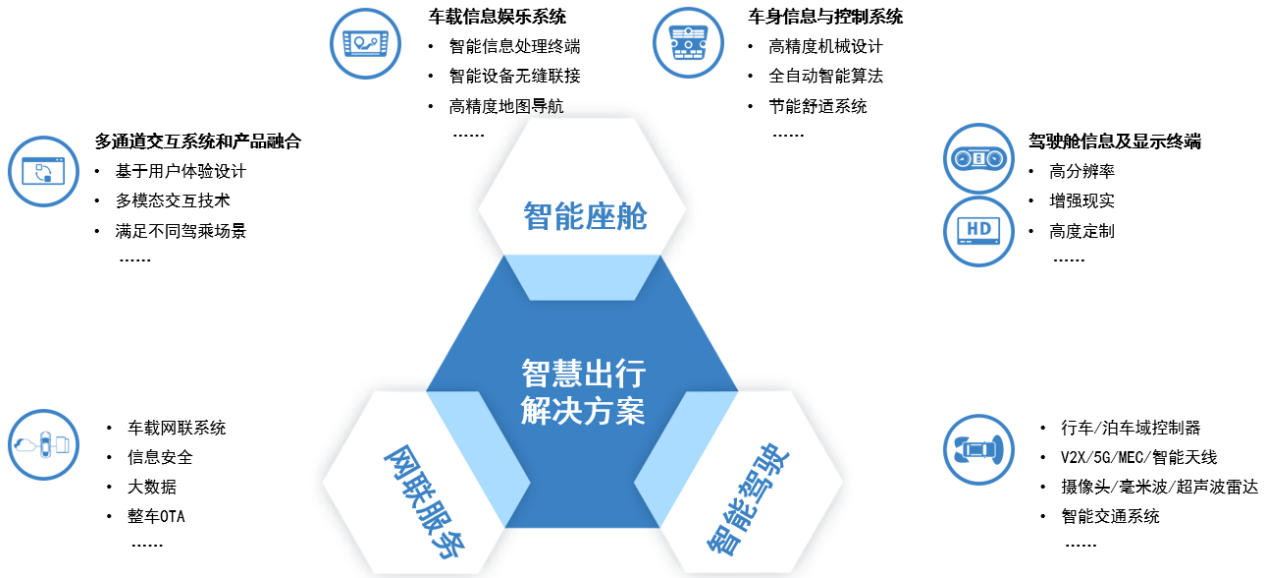 车载信息娱乐系统
• 智能信息处理终端
• 智能设备无缝联接
• 高精度地图导航
……
车身信息与控制系统
• 高精度机械设计
• 全自动智能算法
• 节能舒适系统
……
多通道交互系统和产品融合
• 基于用户体验设计
• 多模态交互技术
• 满足不同驾乘场景
……
驾驶舱信息及显示终端
• 高分辨率
• 增强现实
• 高度定制
……
HD
智能座舱
智慧出行
解决方案
网联服务
智能驾驶
• 车载网联系统
• 信息安全
• 大数据
• 整车OTA
……
• 行车/泊车域控制器
• V2X/5G/MEC/智能天线
• 摄像头/毫米波/超声波雷达
• 智能交通系统
……